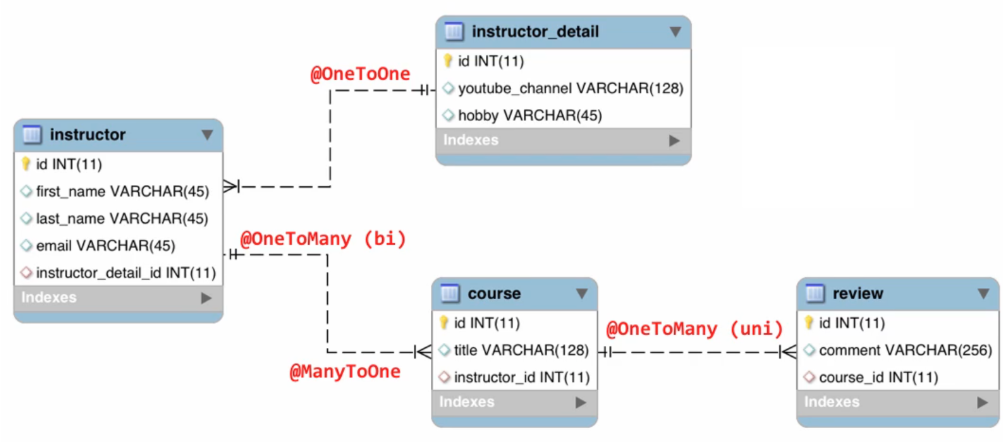 instructor_detail
id INT(11)
youtube_channel VARCHAR(128)
hobby VARCHAR(45)
Indexes
@OneToOne
instructor
id INT(11)
first_name VARCHAR(45)
last_name VARCHAR(45)
email VARCHAR(45)
instructor_detail_id INT(11)
Indexes
@OneToMany (bi)
@ManyToOne
course
id INT(11)
title VARCHAR(128)
instructor_id INT(11)
Indexes
@OneToMany (uni)
review
id INT(11)
comment VARCHAR(256)
course_id INT(11)
Indexes